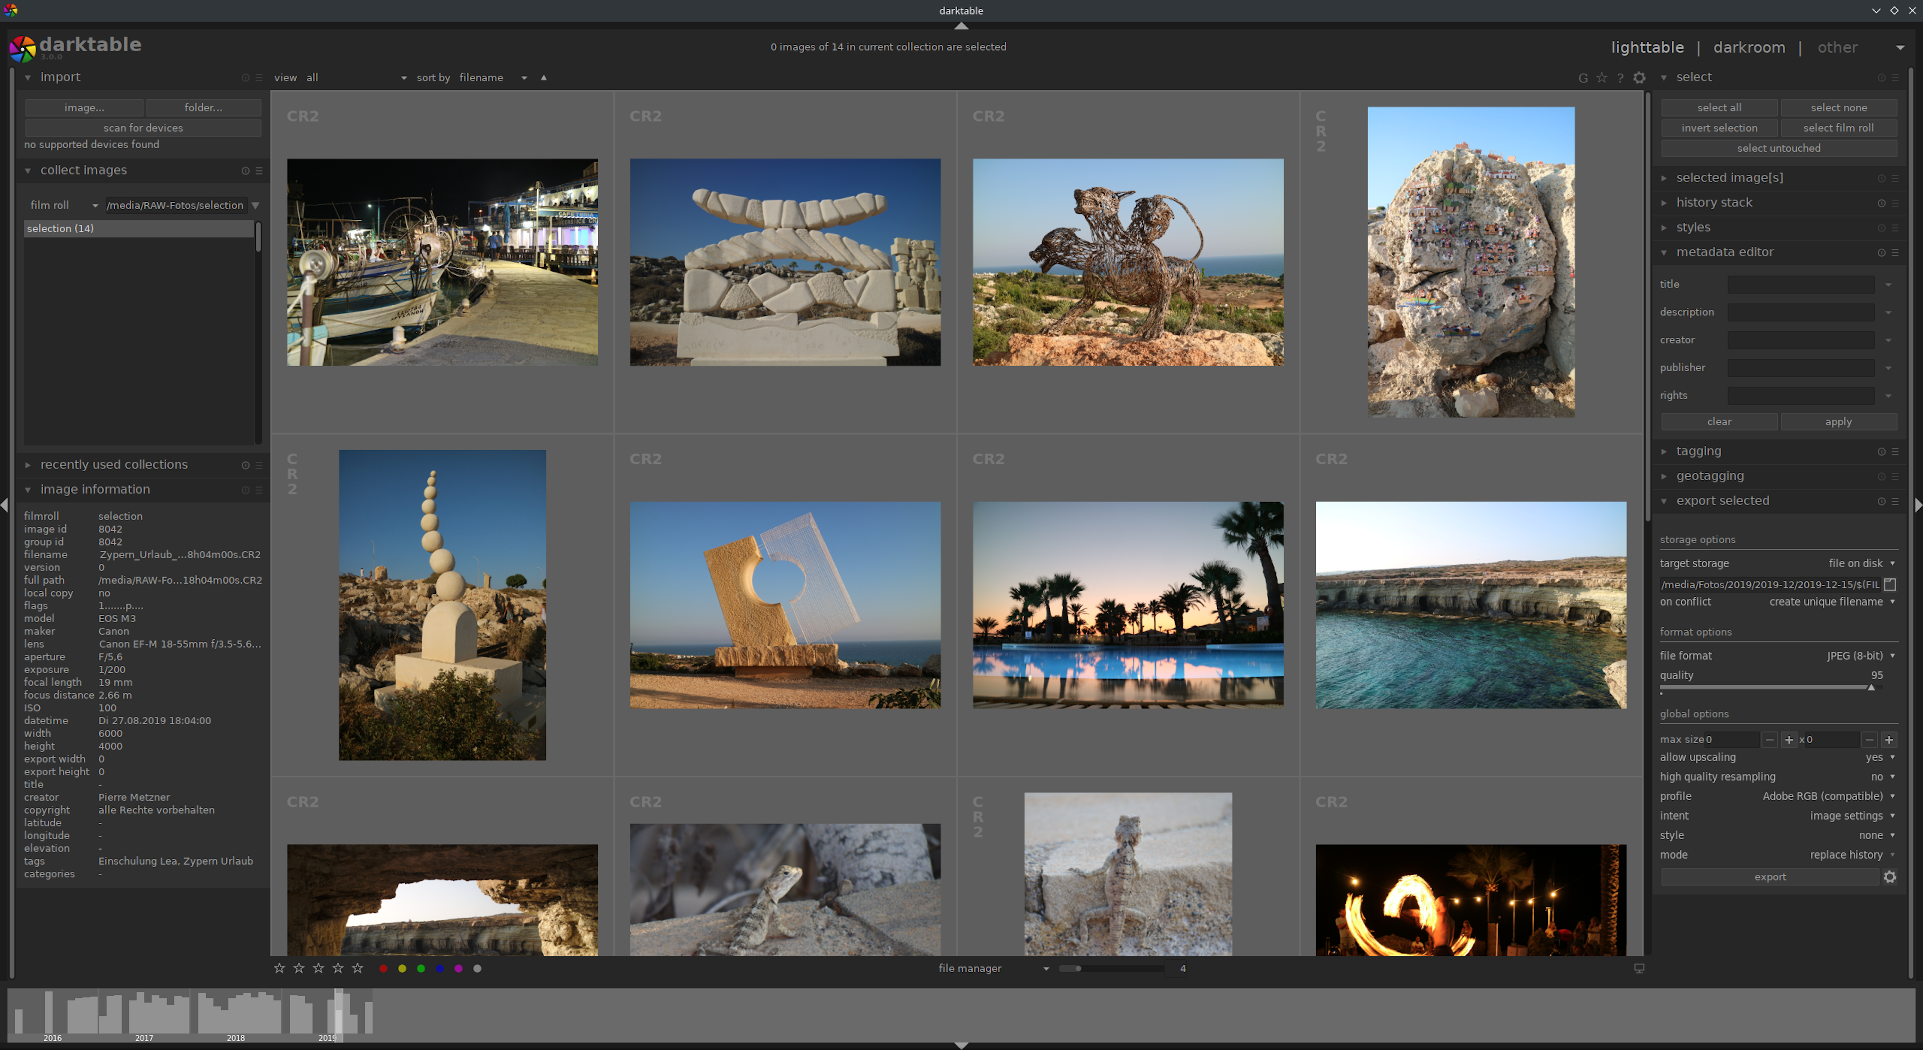 darktable
darktable
3.0.0
0 images of 14 in current collection are selected
lighttable | darkroom | other
import
image...
folder...
scan for devices
no supported devices found
collect images
film roll
/media/RAW-Fotos/selection
selection (14)
recently used collections
image information
filmroll selection
image id 8042
group id 8042
filename Zypern_Urlaub_...8h04m00s.CR2
version 0
full path /media/RAW-Fo...18h04m00s.CR2
local copy no
flags 1.......p....
model EOS M3
maker Canon
lens Canon EF-M 18-55mm f/3.5-5.6...
aperture F/5,6
exposure 1/200
focal length 19 mm
focus distance 2,66 m
ISO 100
datetime Di 27.08.2019 18:04:00
width 6000
height 4000
export width 0
export height 0
title -
creator Pierre Metzner
copyright alle Rechte vorbehalten
latitude -
longitude -
elevation -
tags Einschulung Lea, Zypern Urlaub
categories -
view all
sort by filename
G ☆ ?
CR2
CR2
CR2
CR2
CR2
CR2
CR2
CR2
CR2
CR2
CR2
CR2
file manager
4
select
select all
select none
invert selection
select film roll
select untouched
selected image[s]
history stack
styles
metadata editor
title
description
creator
publisher
rights
clear
apply
tagging
geotagging
export selected
storage options
target storage file on disk
/media/Fotos/2019/2019-12/2019-12-15/$(FIL
on conflict create unique filename
format options
file format JPEG (8-bit)
quality 95
global options
max size 0 − + x 0 − +
allow upscaling yes
high quality resampling no
profile Adobe RGB (compatible)
intent image settings
style none
mode replace history
export
2016
2017
2018
2019